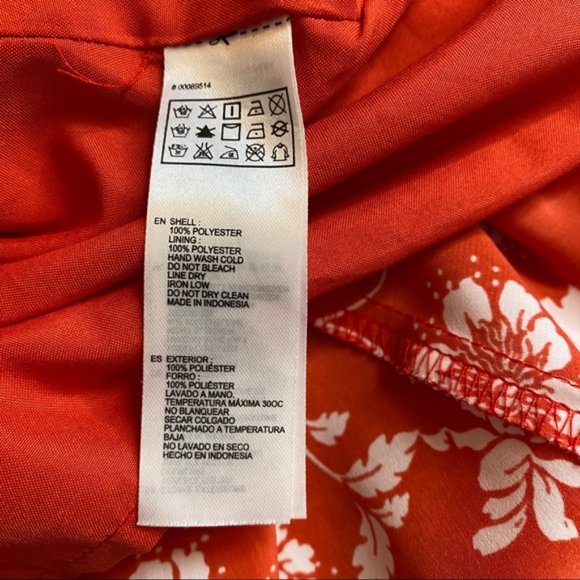 # 00089514
EN SHELL :
100% POLYESTER
LINING :
100% POLYESTER
HAND WASH COLD
DO NOT BLEACH
LINE DRY
IRON LOW
DO NOT DRY CLEAN
MADE IN INDONESIA
ES EXTERIOR :
100% POLIÉSTER
FORRO :
100% POLIÉSTER
LAVADO A MANO.
TEMPERATURA MÁXIMA 30OC
NO BLANQUEAR
SECAR COLGADO
PLANCHADO A TEMPERATURA
BAJA
NO LAVADO EN SECO
HECHO EN INDONESIA